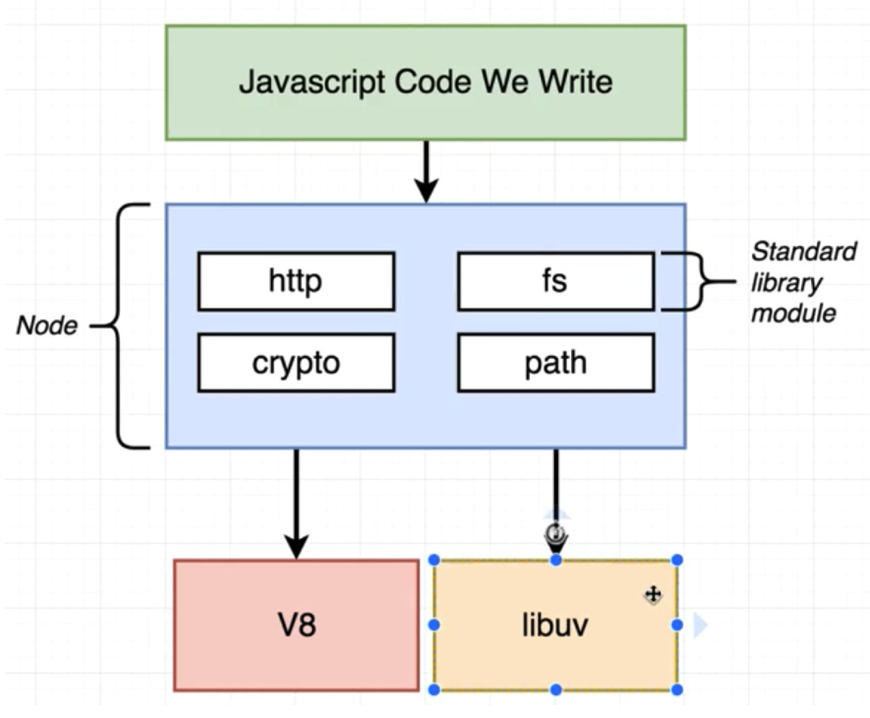 Javascript Code We Write
Node
http
fs
crypto
path
Standard
library
module
V8
libuv